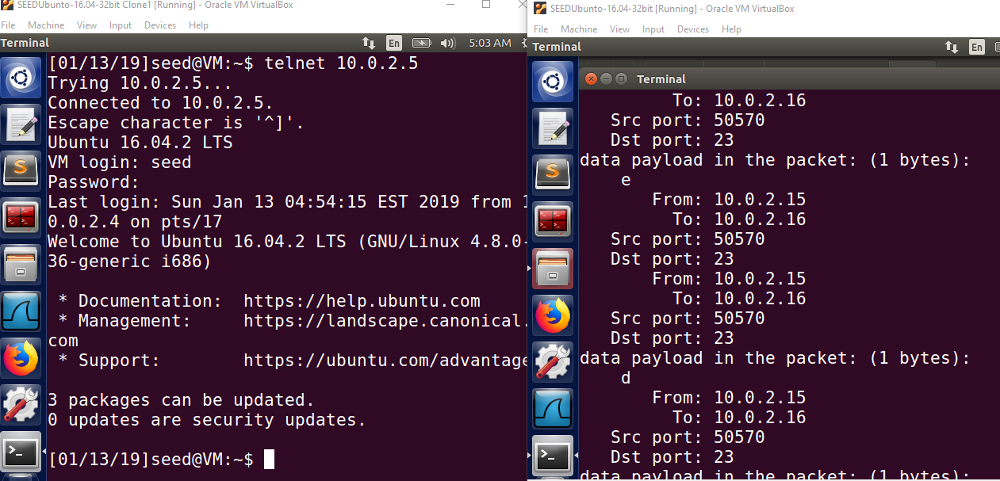 SEEDUbunto-16.04-32bit Clone1 [Running] - Oracle VM VirtualBox
File Machine View Input Devices Help
Terminal En 5:03 AM
[01/13/19]seed@VM:~$ telnet 10.0.2.5
Trying 10.0.2.5...
Connected to 10.0.2.5.
Escape character is '^]'.
Ubuntu 16.04.2 LTS
VM login: seed
Password:
Last login: Sun Jan 13 04:54:15 EST 2019 from 1
0.0.2.4 on pts/17
Welcome to Ubuntu 16.04.2 LTS (GNU/Linux 4.8.0-
36-generic i686)
* Documentation: https://help.ubuntu.com
* Management: https://landscape.canonical.
com
* Support: https://ubuntu.com/advantage
3 packages can be updated.
0 updates are security updates.
[01/13/19]seed@VM:~$
SEEDUbunto-16.04-32bit [Running] - Oracle VM VirtualBox
File Machine View Input Devices Help
Terminal En
Terminal
To: 10.0.2.16
Src port: 50570
Dst port: 23
data payload in the packet: (1 bytes):
e
From: 10.0.2.15
To: 10.0.2.16
Src port: 50570
Dst port: 23
From: 10.0.2.15
To: 10.0.2.16
Src port: 50570
Dst port: 23
data payload in the packet: (1 bytes):
d
From: 10.0.2.15
To: 10.0.2.16
Src port: 50570
Dst port: 23
data payload in the packet: (1 bytes):